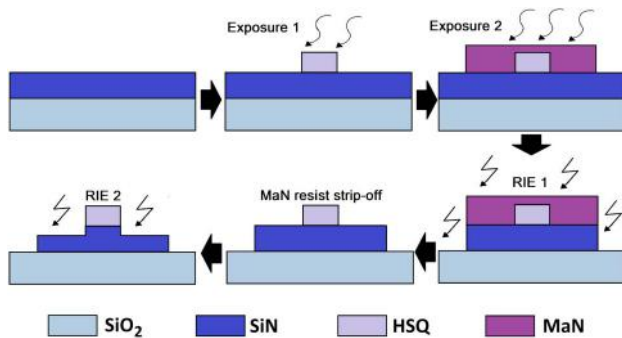 Exposure 1
Exposure 2
RIE 2
MaN resist strip-off
RIE 1
SiO₂
SiN
HSQ
MaN